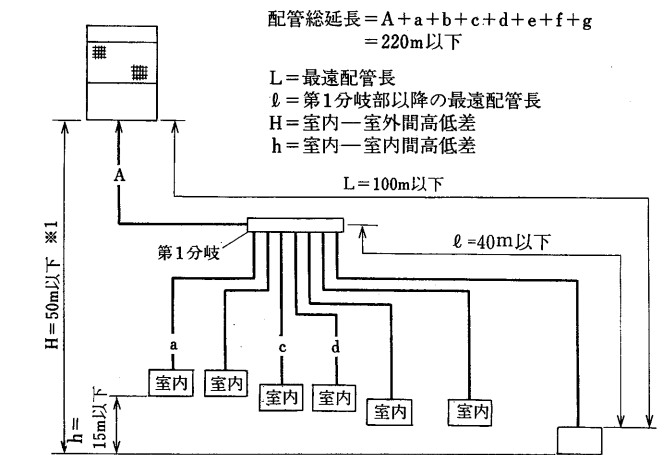 配管総延長＝A＋a＋b＋c＋d＋e＋f＋g
＝220m以下
L＝最遠配管長
ℓ＝第1分岐部以降の最遠配管長
H＝室内―室外間高低差
h＝室内―室内間高低差
A
L＝100m以下
第1分岐
ℓ＝40m以下
H＝50m以下 ※1
a
c
d
室内
室内
室内
室内
室内
室内
h＝
15m以下